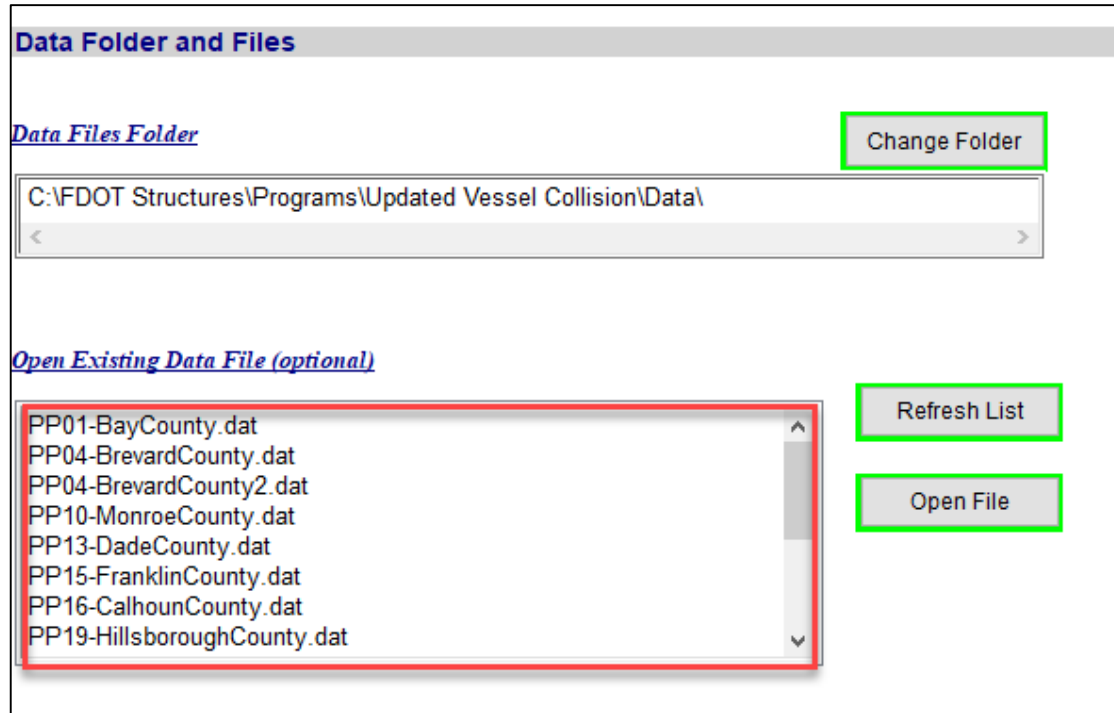 Data Folder and Files
Data Files Folder
Change Folder
C:\FDOT Structures\Programs\Updated Vessel Collision\Data\
Open Existing Data File (optional)
PP01-BayCounty.dat
PP04-BrevardCounty.dat
PP04-BrevardCounty2.dat
PP10-MonroeCounty.dat
PP13-DadeCounty.dat
PP15-FranklinCounty.dat
PP16-CalhounCounty.dat
PP19-HillsboroughCounty.dat
Refresh List
Open File